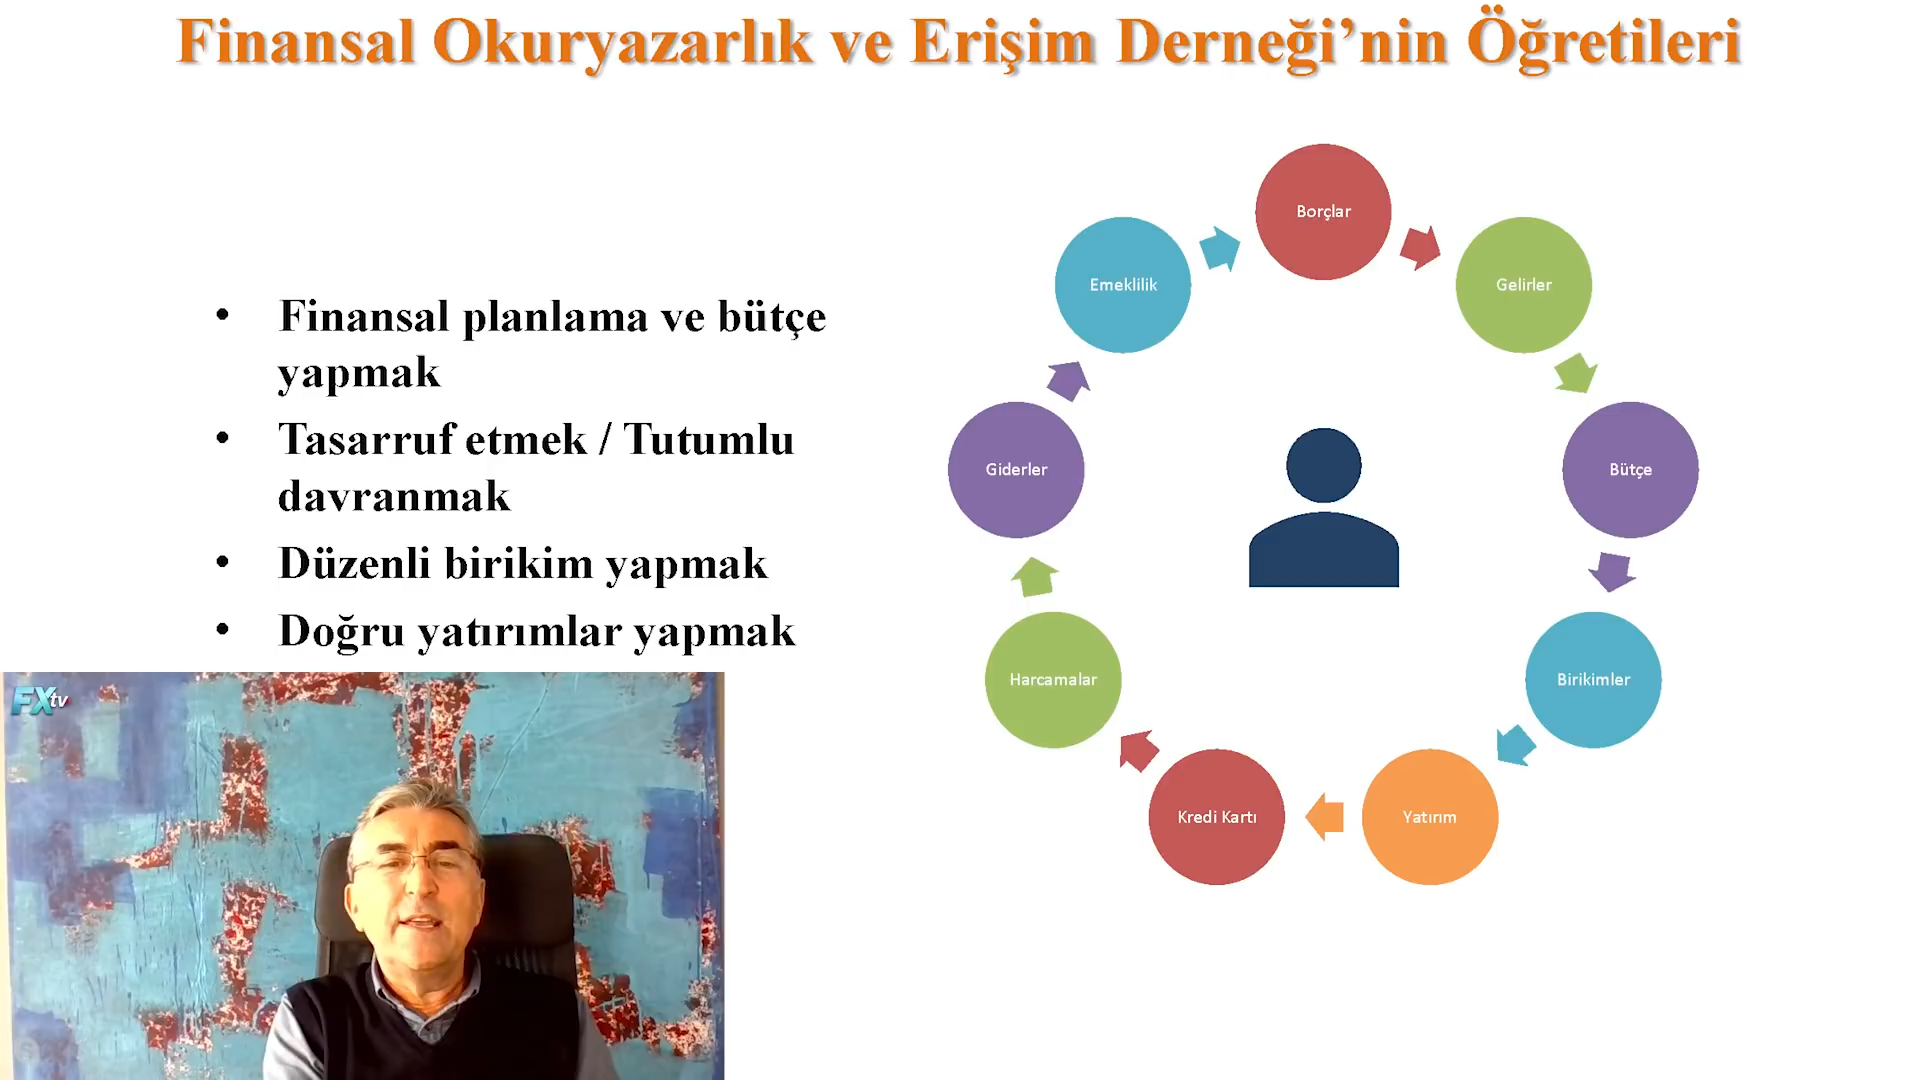 Finansal Okuryazarlık ve Erişim Derneği’nin Öğretileri
• Finansal planlama ve bütçe
yapmak
• Tasarruf etmek / Tutumlu
davranmak
• Düzenli birikim yapmak
• Doğru yatırımlar yapmak
Borçlar
Gelirler
Bütçe
Birikimler
Yatırım
Kredi Kartı
Harcamalar
Giderler
Emeklilik
FXtv